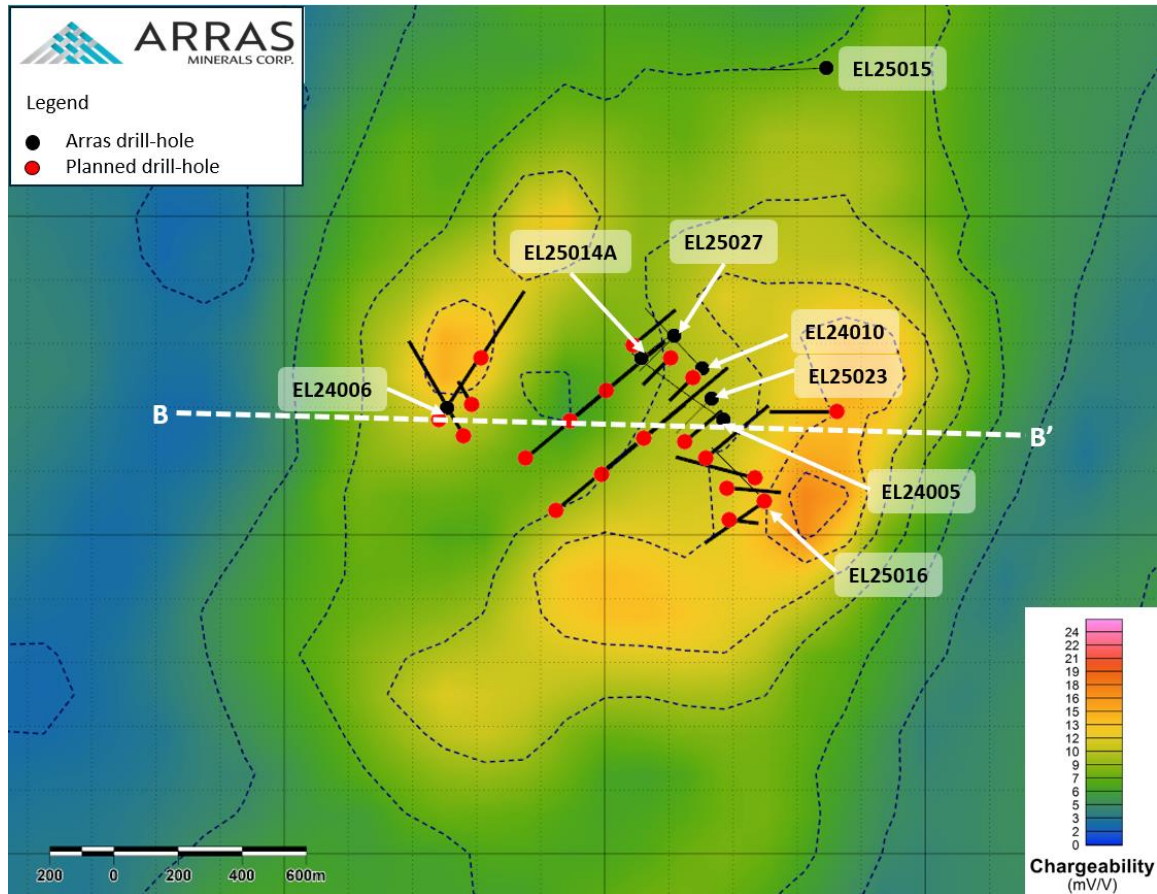 ARRAS
MINERALS CORP.
Legend
Arras drill-hole
Planned drill-hole
EL25015
EL25027
EL25014A
EL24010
EL25023
EL24006
B
B’
EL24005
EL25016
24
22
21
19
18
16
15
13
12
10
9
7
6
5
3
2
0
Chargeability
(mV/V)
200 0 200 400 600m